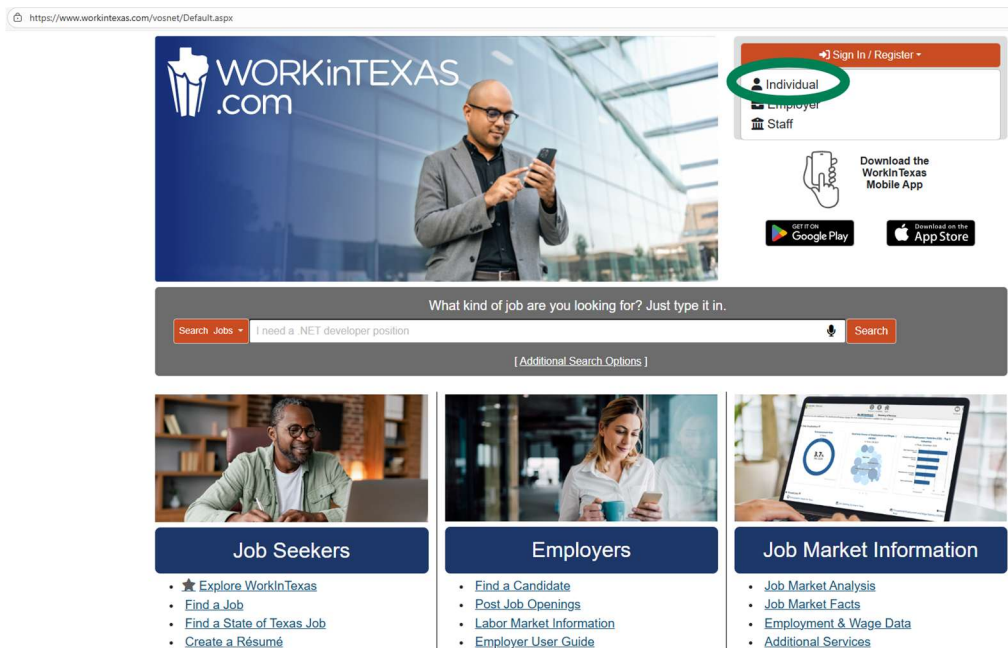 https://www.workintexas.com/vosnet/Default.aspx
WORKinTEXAS
.com
Sign In / Register
Individual
Employer
Staff
Download the
WorkInTexas
Mobile App
GET IT ON
Google Play
Download on the
App Store
What kind of job are you looking for? Just type it in.
Search Jobs
I need a .NET developer position
Search
[ Additional Search Options ]
Job Seekers
Explore WorkInTexas
Find a Job
Find a State of Texas Job
Create a Résumé
Employers
Find a Candidate
Post Job Openings
Labor Market Information
Employer User Guide
3.7%
Job Market Information
Job Market Analysis
Job Market Facts
Employment & Wage Data
Additional Services